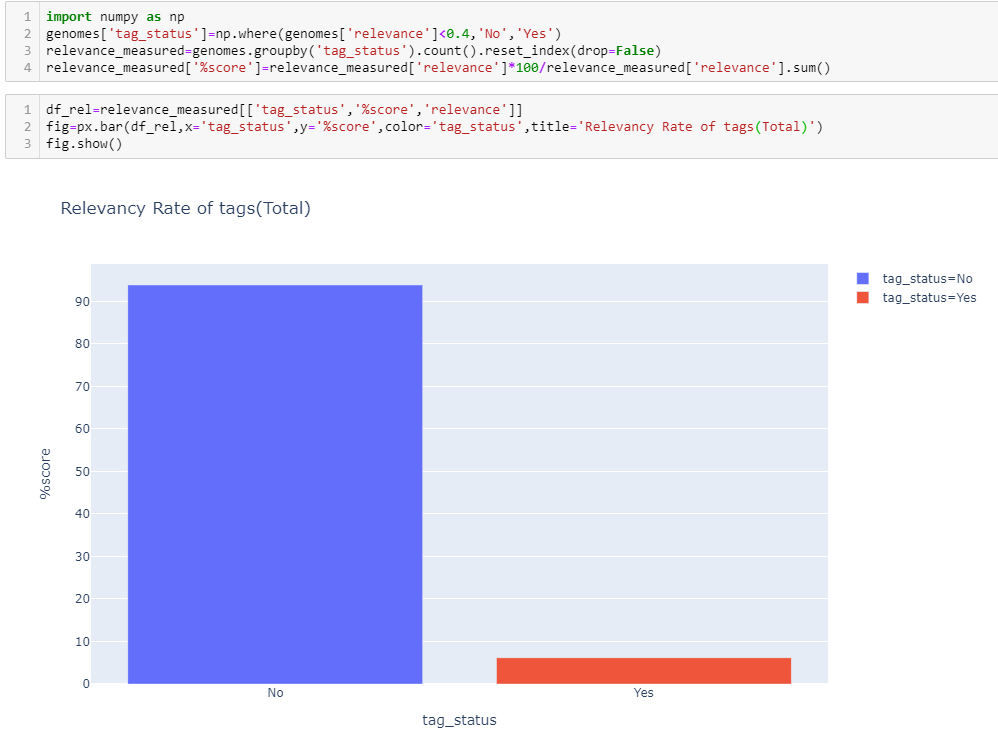 1 import numpy as np
2 genomes['tag_status']=np.where(genomes['relevance']<0.4,'No','Yes')
3 relevance_measured=genomes.groupby('tag_status').count().reset_index(drop=False)
4 relevance_measured['%score']=relevance_measured['relevance']*100/relevance_measured['relevance'].sum()
1 df_rel=relevance_measured[['tag_status','%score','relevance']]
2 fig=px.bar(df_rel,x='tag_status',y='%score',color='tag_status',title='Relevancy Rate of tags(Total)')
3 fig.show()
Relevancy Rate of tags(Total)
tag_status=No
tag_status=Yes
90
80
70
60
50
40
30
20
10
0
%score
No Yes
tag_status